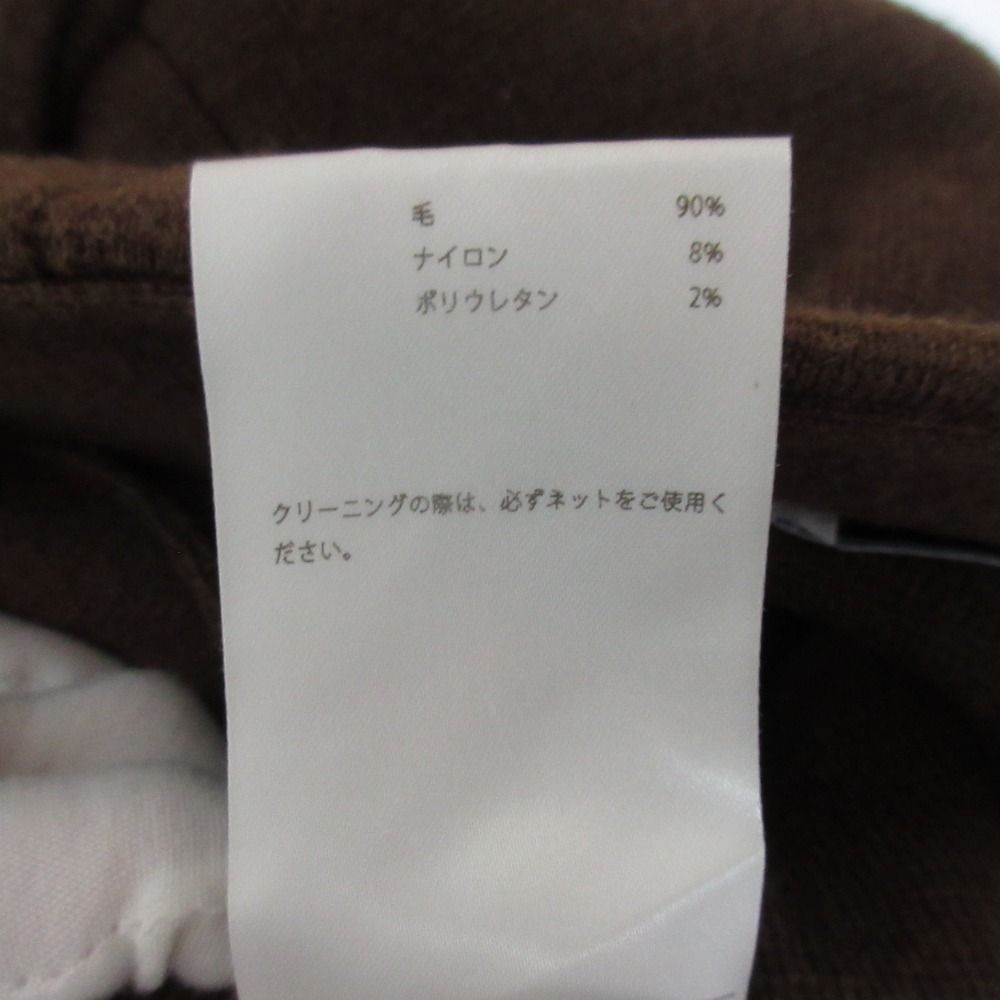 毛 90%
ナイロン 8%
ポリウレタン 2%
クリーニングの際は、必ずネットをご使用く
ださい。